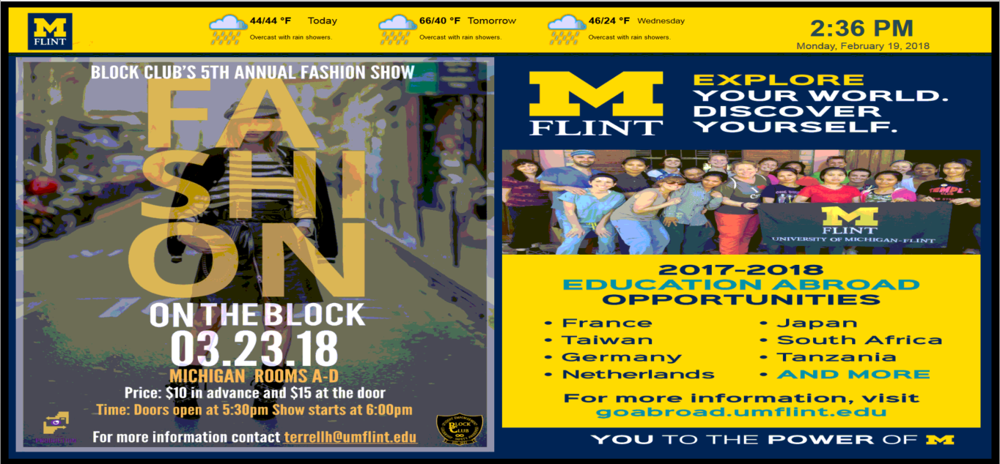 M
FLINT
44/44 °F Today
Overcast with rain showers.
66/40 °F Tomorrow
Overcast with rain showers.
46/24 °F Wednesday
Overcast with rain showers.
2:36 PM
Monday, February 19, 2018
BLOCK CLUB'S 5TH ANNUAL FASHION SHOW
FA
SHI
ON
ON THE BLOCK
03.23.18
MICHIGAN ROOMS A-D
Price: $10 in advance and $15 at the door
Time: Doors open at 5:30pm Show starts at 6:00pm
For more information contact terrellh@umflint.edu
BLOCK
CLUB
M
FLINT
EXPLORE
YOUR WORLD.
DISCOVER
YOURSELF.
M
FLINT
UNIVERSITY OF MICHIGAN-FLINT
2017-2018
EDUCATION ABROAD
OPPORTUNITIES
• France
• Taiwan
• Germany
• Netherlands
• Japan
• South Africa
• Tanzania
• AND MORE
For more information, visit
goabroad.umflint.edu
YOU TO THE POWER OF M